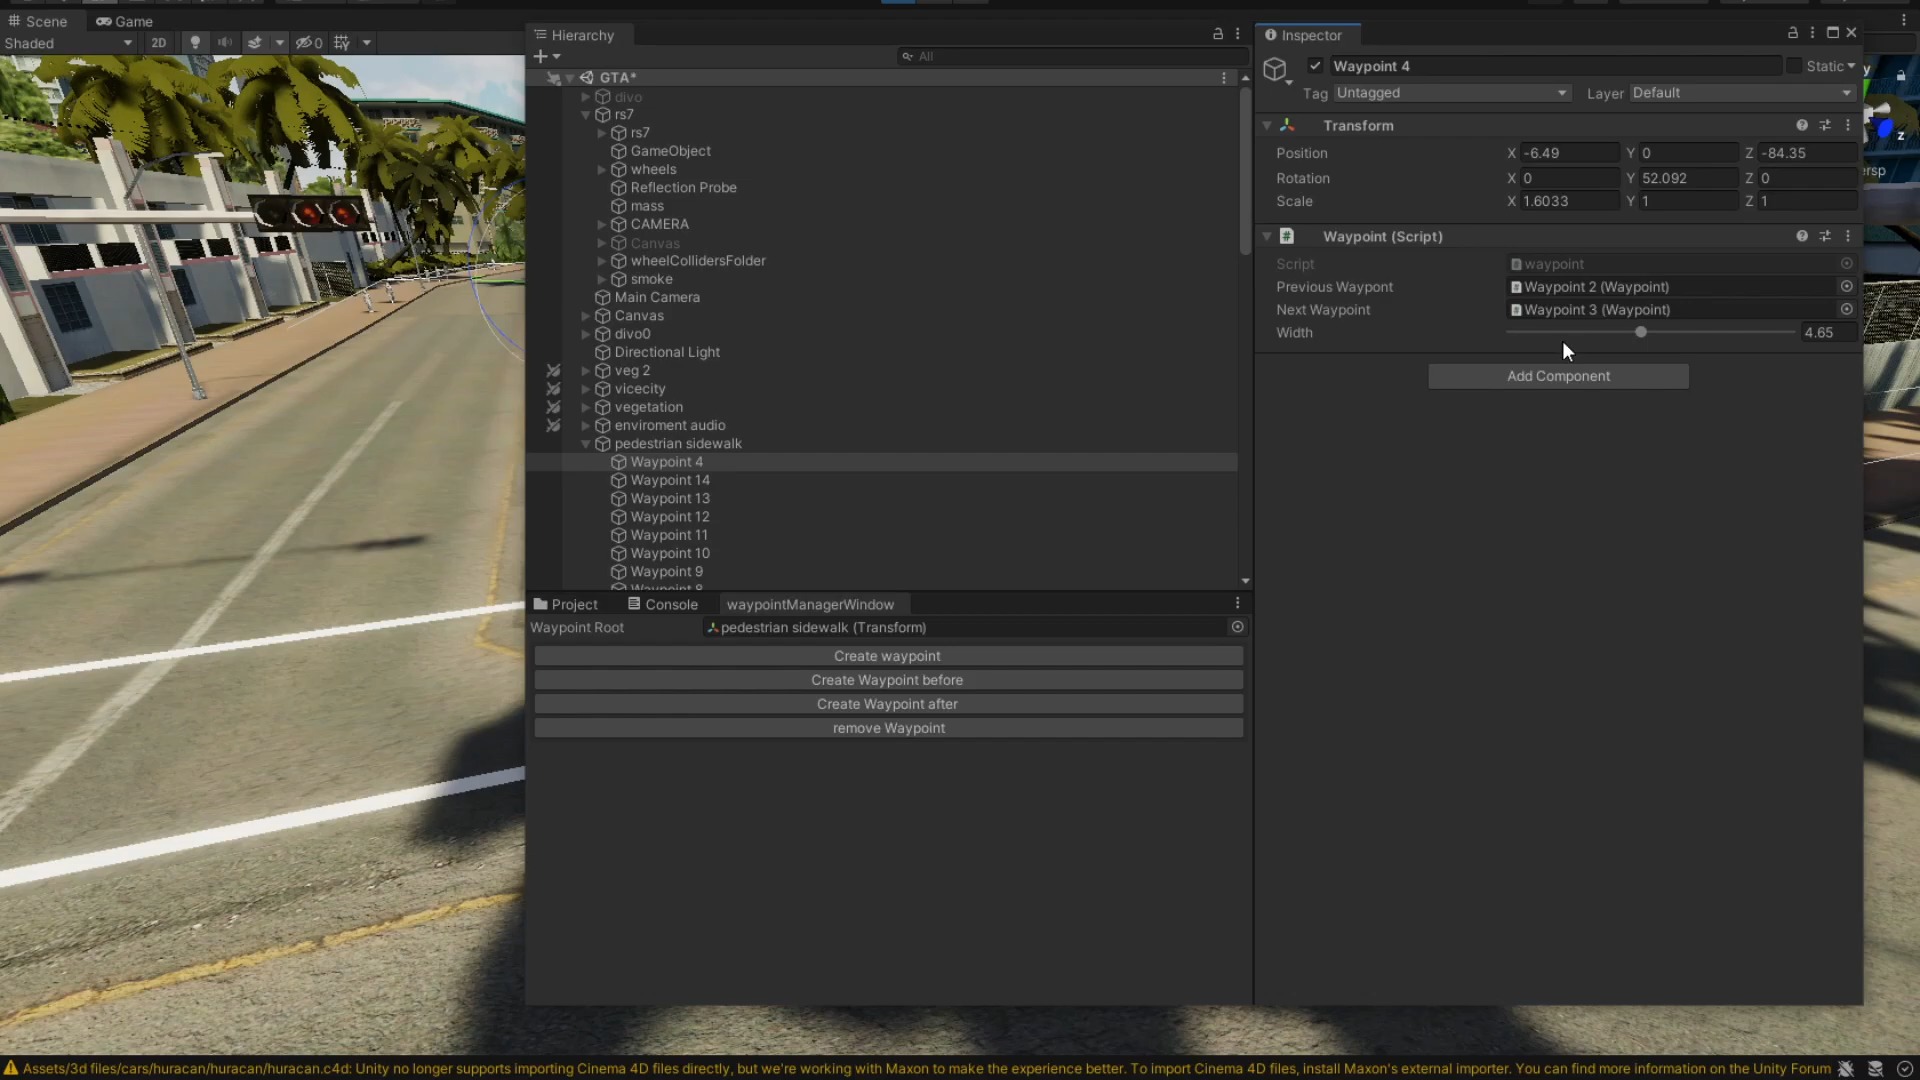 Scene
Game
Shaded
2D
0
Hierarchy
All
GTA*
divo
rs7
rs7
GameObject
wheels
Reflection Probe
mass
CAMERA
Canvas
wheelCollidersFolder
smoke
Main Camera
Canvas
divo0
Directional Light
veg 2
vicecity
vegetation
enviroment audio
pedestrian sidewalk
Waypoint 4
Waypoint 14
Waypoint 13
Waypoint 12
Waypoint 11
Waypoint 10
Waypoint 9
Waypoint 8
Project
Console
waypointManagerWindow
Waypoint Root
pedestrian sidewalk (Transform)
Create waypoint
Create Waypoint before
Create Waypoint after
remove Waypoint
Inspector
Waypoint 4
Static
Tag Untagged
Layer Default
Transform
Position X -6.49 Y 0 Z -84.35
Rotation X 0 Y 52.092 Z 0
Scale X 1.6033 Y 1 Z 1
Waypoint (Script)
Script waypoint
Previous Waypont Waypoint 2 (Waypoint)
Next Waypoint Waypoint 3 (Waypoint)
Width 4.65
Add Component
y
z
ersp
Assets/3d files/cars/huracan/huracan/huracan.c4d: Unity no longer supports importing Cinema 4D files directly, but we're working with Maxon to make the experience better. To import Cinema 4D files, install Maxon's external importer. You can find more information on the Unity Forum